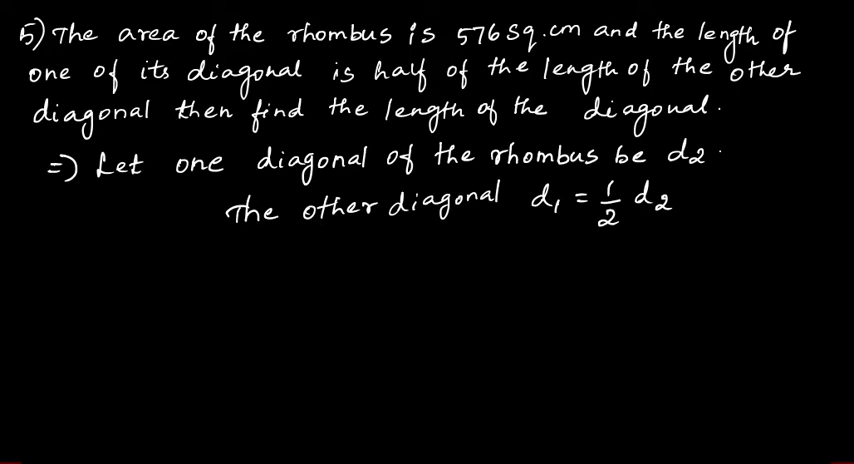 5) The area of the rhombus is 576 sq.cm and the length of
one of its diagonal is half of the length of the other
diagonal then find the length of the diagonal.
=) Let one diagonal of the rhombus be d2.
The other diagonal d1 = 1/2 d2